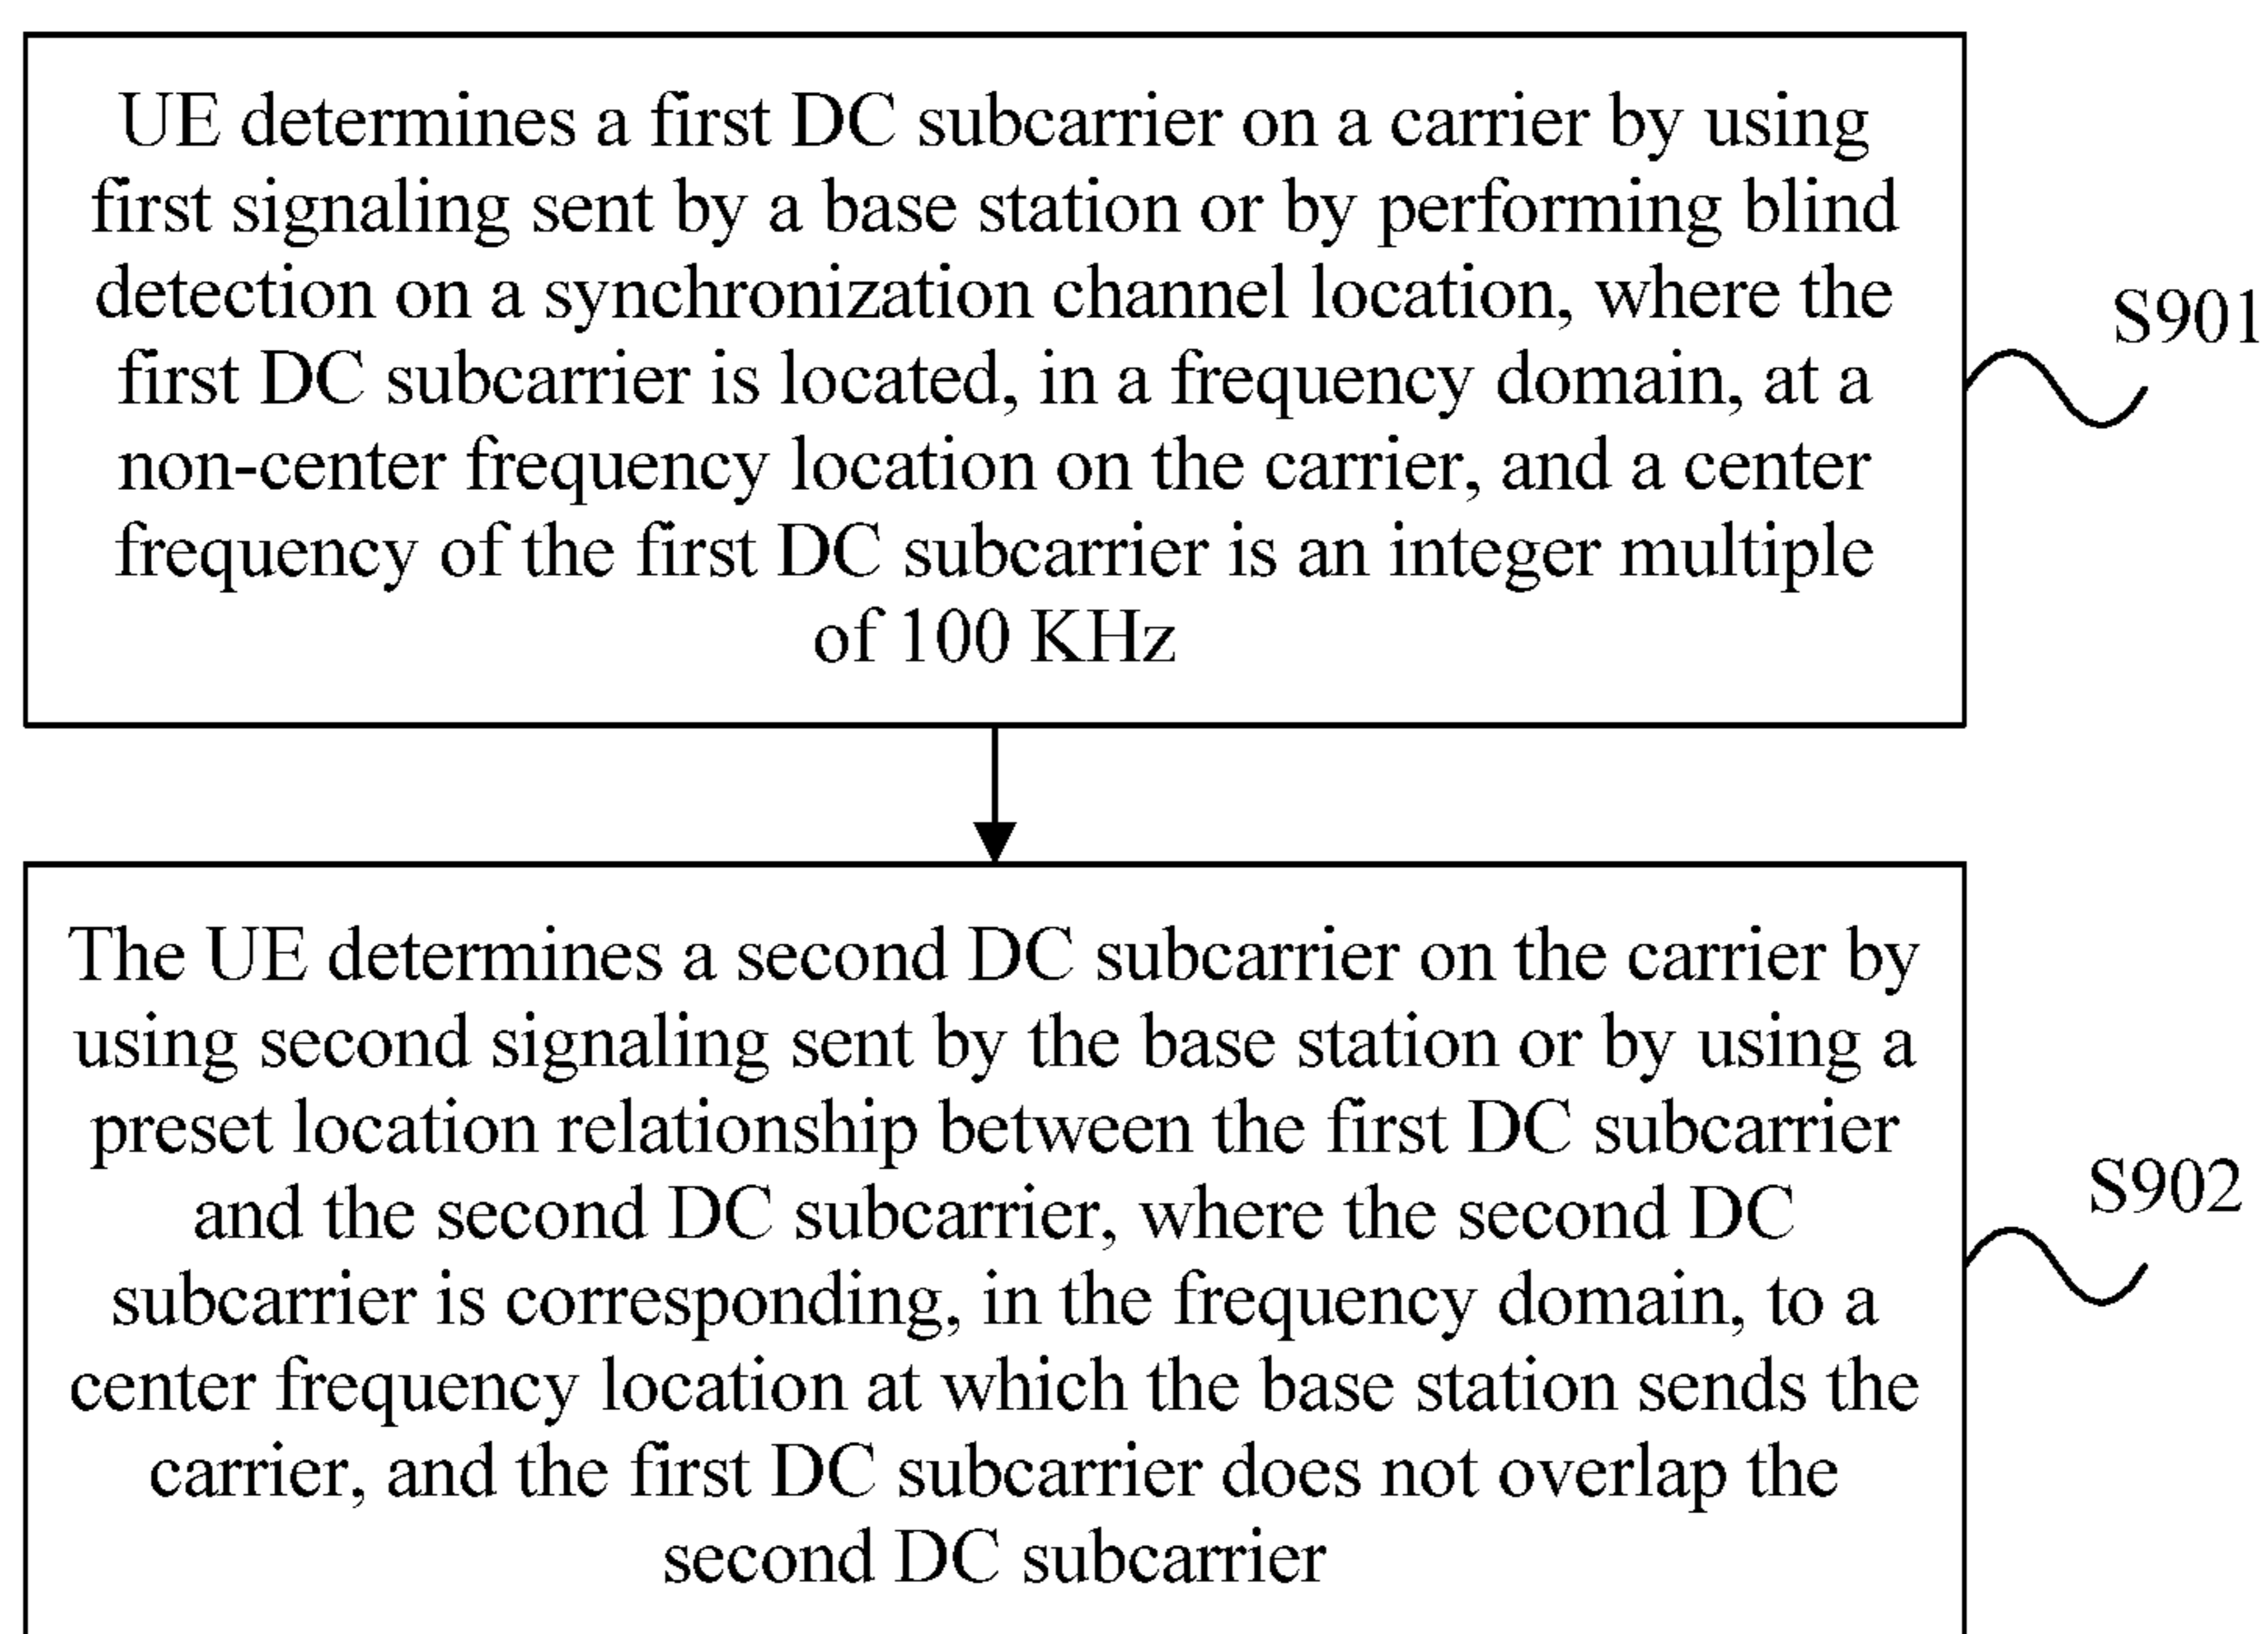 UE determines a first DC subcarrier on a carrier by using
first signaling sent by a base station or by performing blind
detection on a synchronization channel location, where the
first DC subcarrier is located, in a frequency domain, at a
non-center frequency location on the carrier, and a center
frequency of the first DC subcarrier is an integer multiple
of 100 KHz
S901
The UE determines a second DC subcarrier on the carrier by
using second signaling sent by the base station or by using a
preset location relationship between the first DC subcarrier
and the second DC subcarrier, where the second DC
subcarrier is corresponding, in the frequency domain, to a
center frequency location at which the base station sends the
carrier, and the first DC subcarrier does not overlap the
second DC subcarrier
S902